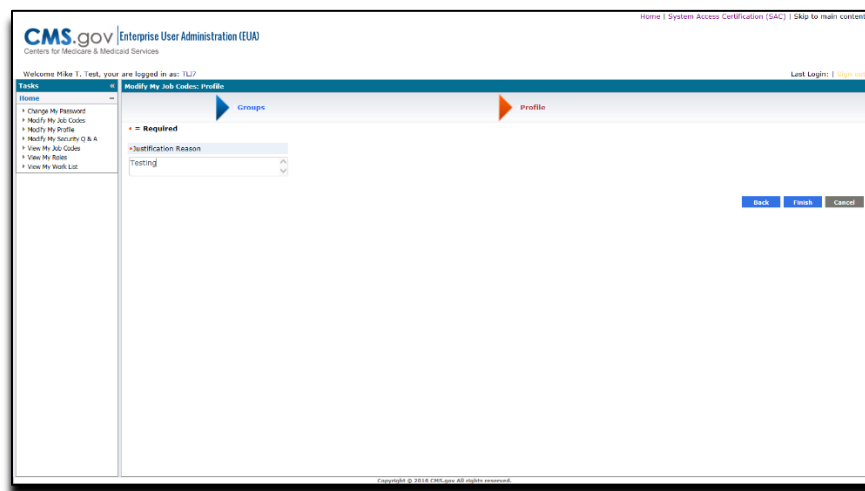 Home | System Access Certification (SAC) | Skip to main content
CMS.gov Enterprise User Administration (EUA)
Centers for Medicare & Medicaid Services
Welcome Mike T. Test, your are logged in as: TLJ7
Last Login: | Sign out
Tasks «
Modify My Job Codes: Profile
Home −
Groups
Profile
Change My Password
Modify My Job Codes
Modify My Profile
Modify My Security Q & A
View My Job Codes
View My Roles
View My Work List
• = Required
•Justification Reason
Testing
Back Finish Cancel
Copyright © 2018 CMS.gov All rights reserved.